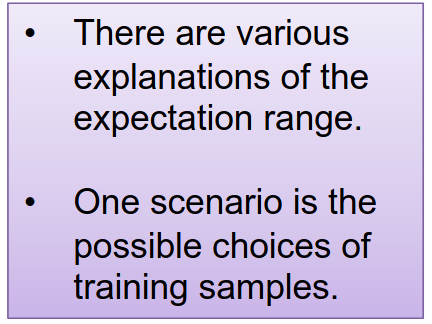 • There are various
explanations of the
expectation range.
• One scenario is the
possible choices of
training samples.